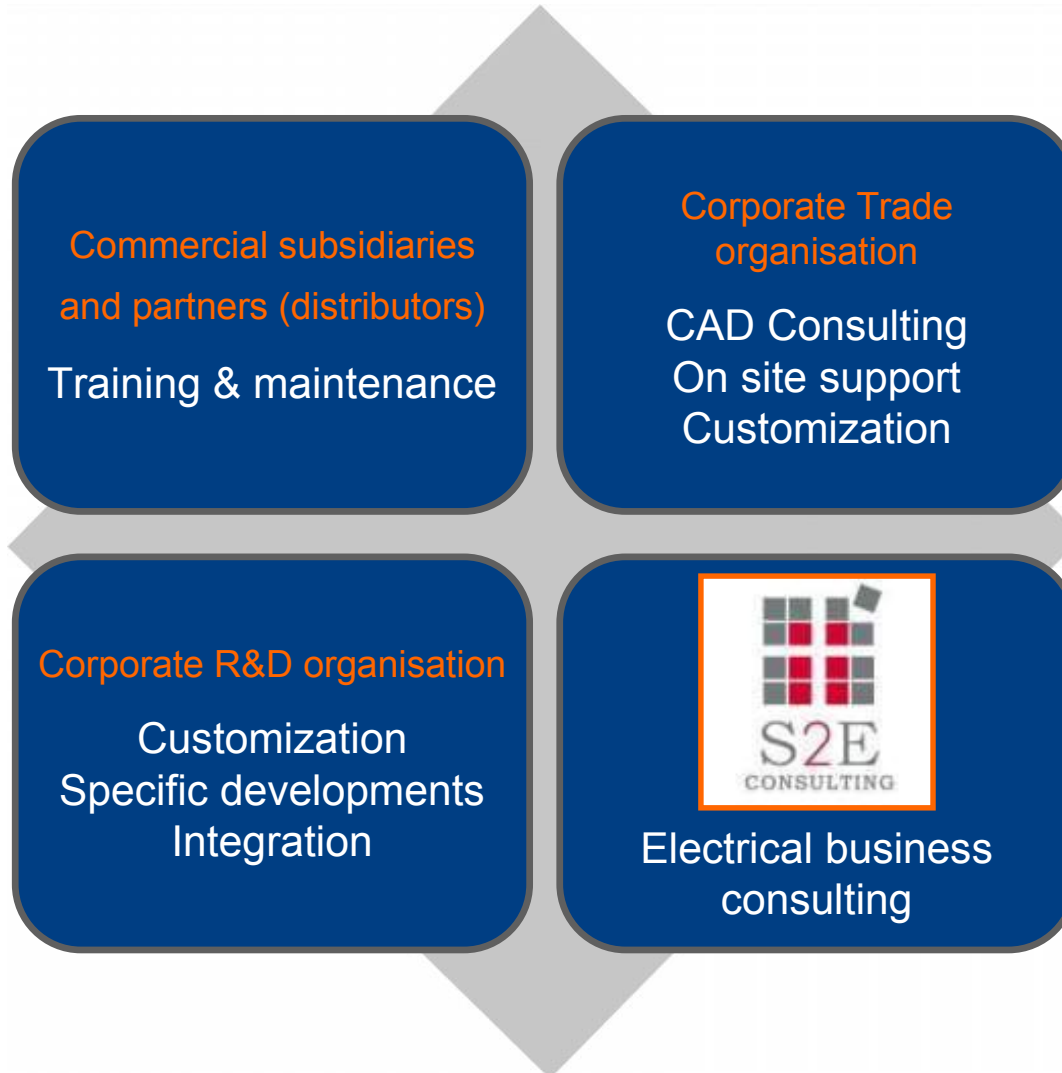 Commercial subsidiaries
and partners (distributors)
Training & maintenance
Corporate Trade
organisation
CAD Consulting
On site support
Customization
Corporate R&D organisation
Customization
Specific developments
Integration
S2E
CONSULTING
Electrical business
consulting